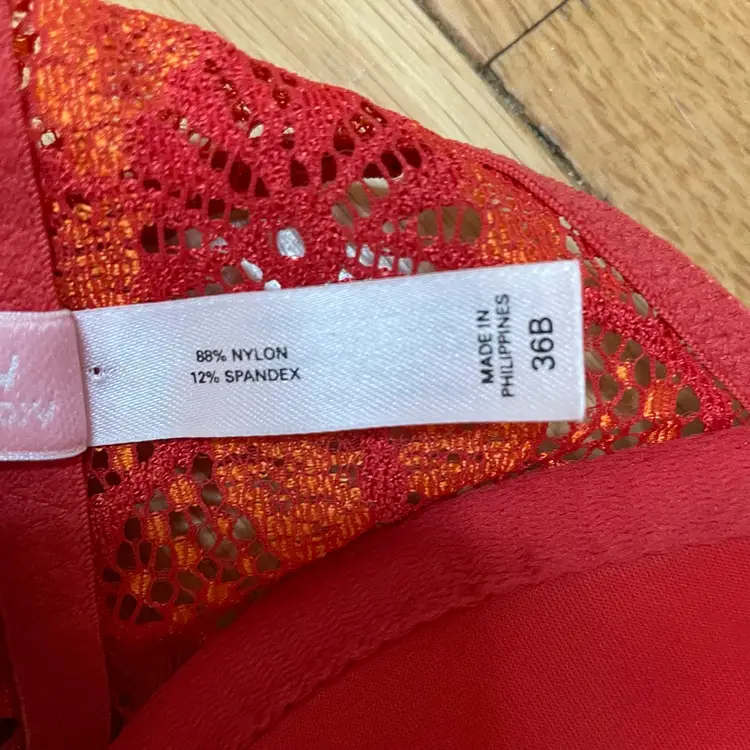 88% NYLON
12% SPANDEX
MADE IN
PHILIPPINES
36B